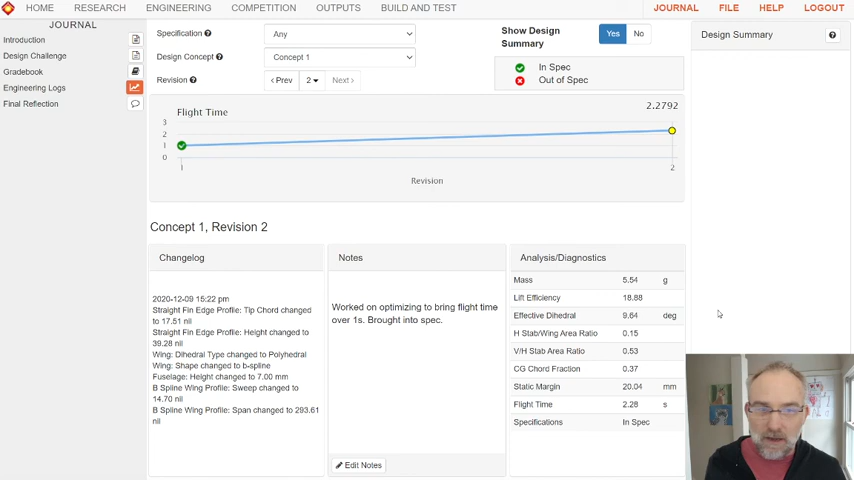 HOME RESEARCH ENGINEERING COMPETITION OUTPUTS BUILD AND TEST JOURNAL FILE HELP LOGOUT
JOURNAL
Introduction
Design Challenge
Gradebook
Engineering Logs
Final Reflection
Specification
Any
Design Concept
Concept 1
Revision
Prev
2
Next
Show Design
Summary
Yes No
In Spec
Out of Spec
Design Summary
Flight Time
2.2792
3
2
1
0
1 2
Revision
Concept 1, Revision 2
Changelog
2020-12-09 15:22 pm
Straight Fin Edge Profile: Tip Chord changed
to 17.51 nil
Straight Fin Edge Profile: Height changed to
39.28 nil
Wing: Dihedral Type changed to Polyhedral
Wing: Shape changed to b-spline
Fuselage: Height changed to 7.00 mm
B Spline Wing Profile: Sweep changed to
14.70 nil
B Spline Wing Profile: Span changed to 293.61
nil
Notes
Worked on optimizing to bring flight time
over 1s. Brought into spec.
Edit Notes
Analysis/Diagnostics
Mass 5.54 g
Lift Efficiency 18.88
Effective Dihedral 9.64 deg
H Stab/Wing Area Ratio 0.15
V/H Stab Area Ratio 0.53
CG Chord Fraction 0.37
Static Margin 20.04 mm
Flight Time 2.28 s
Specifications In Spec